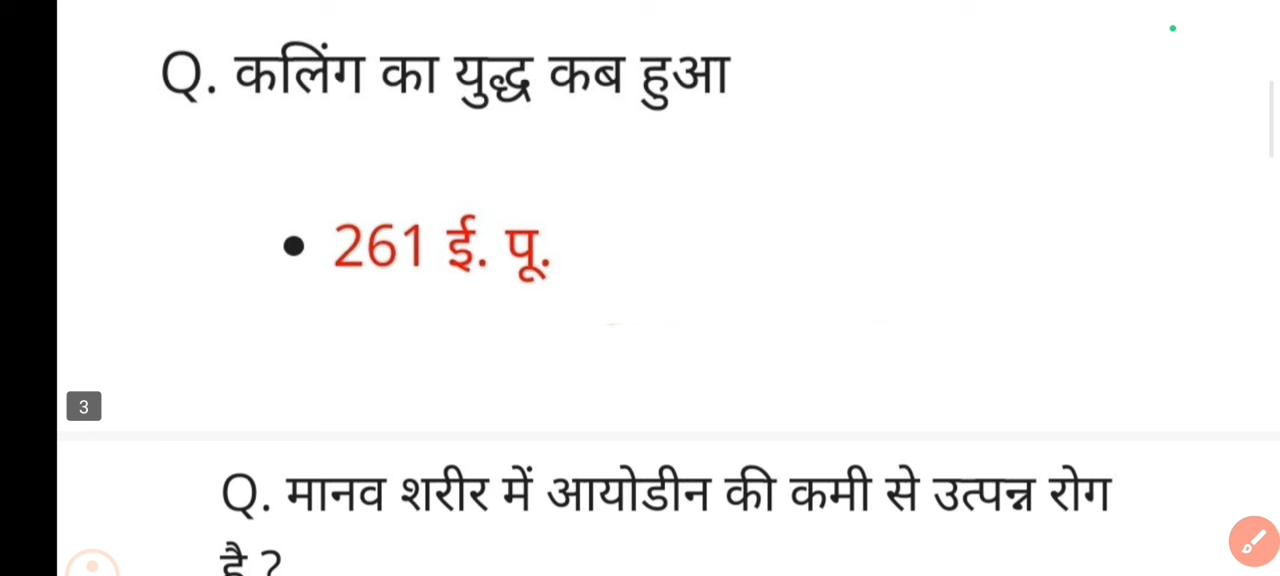 Q. कलिंग का युद्ध कब हुआ
• 261 ई. पू.
3
Q. मानव शरीर में आयोडीन की कमी से उत्पन्न रोग
है ?